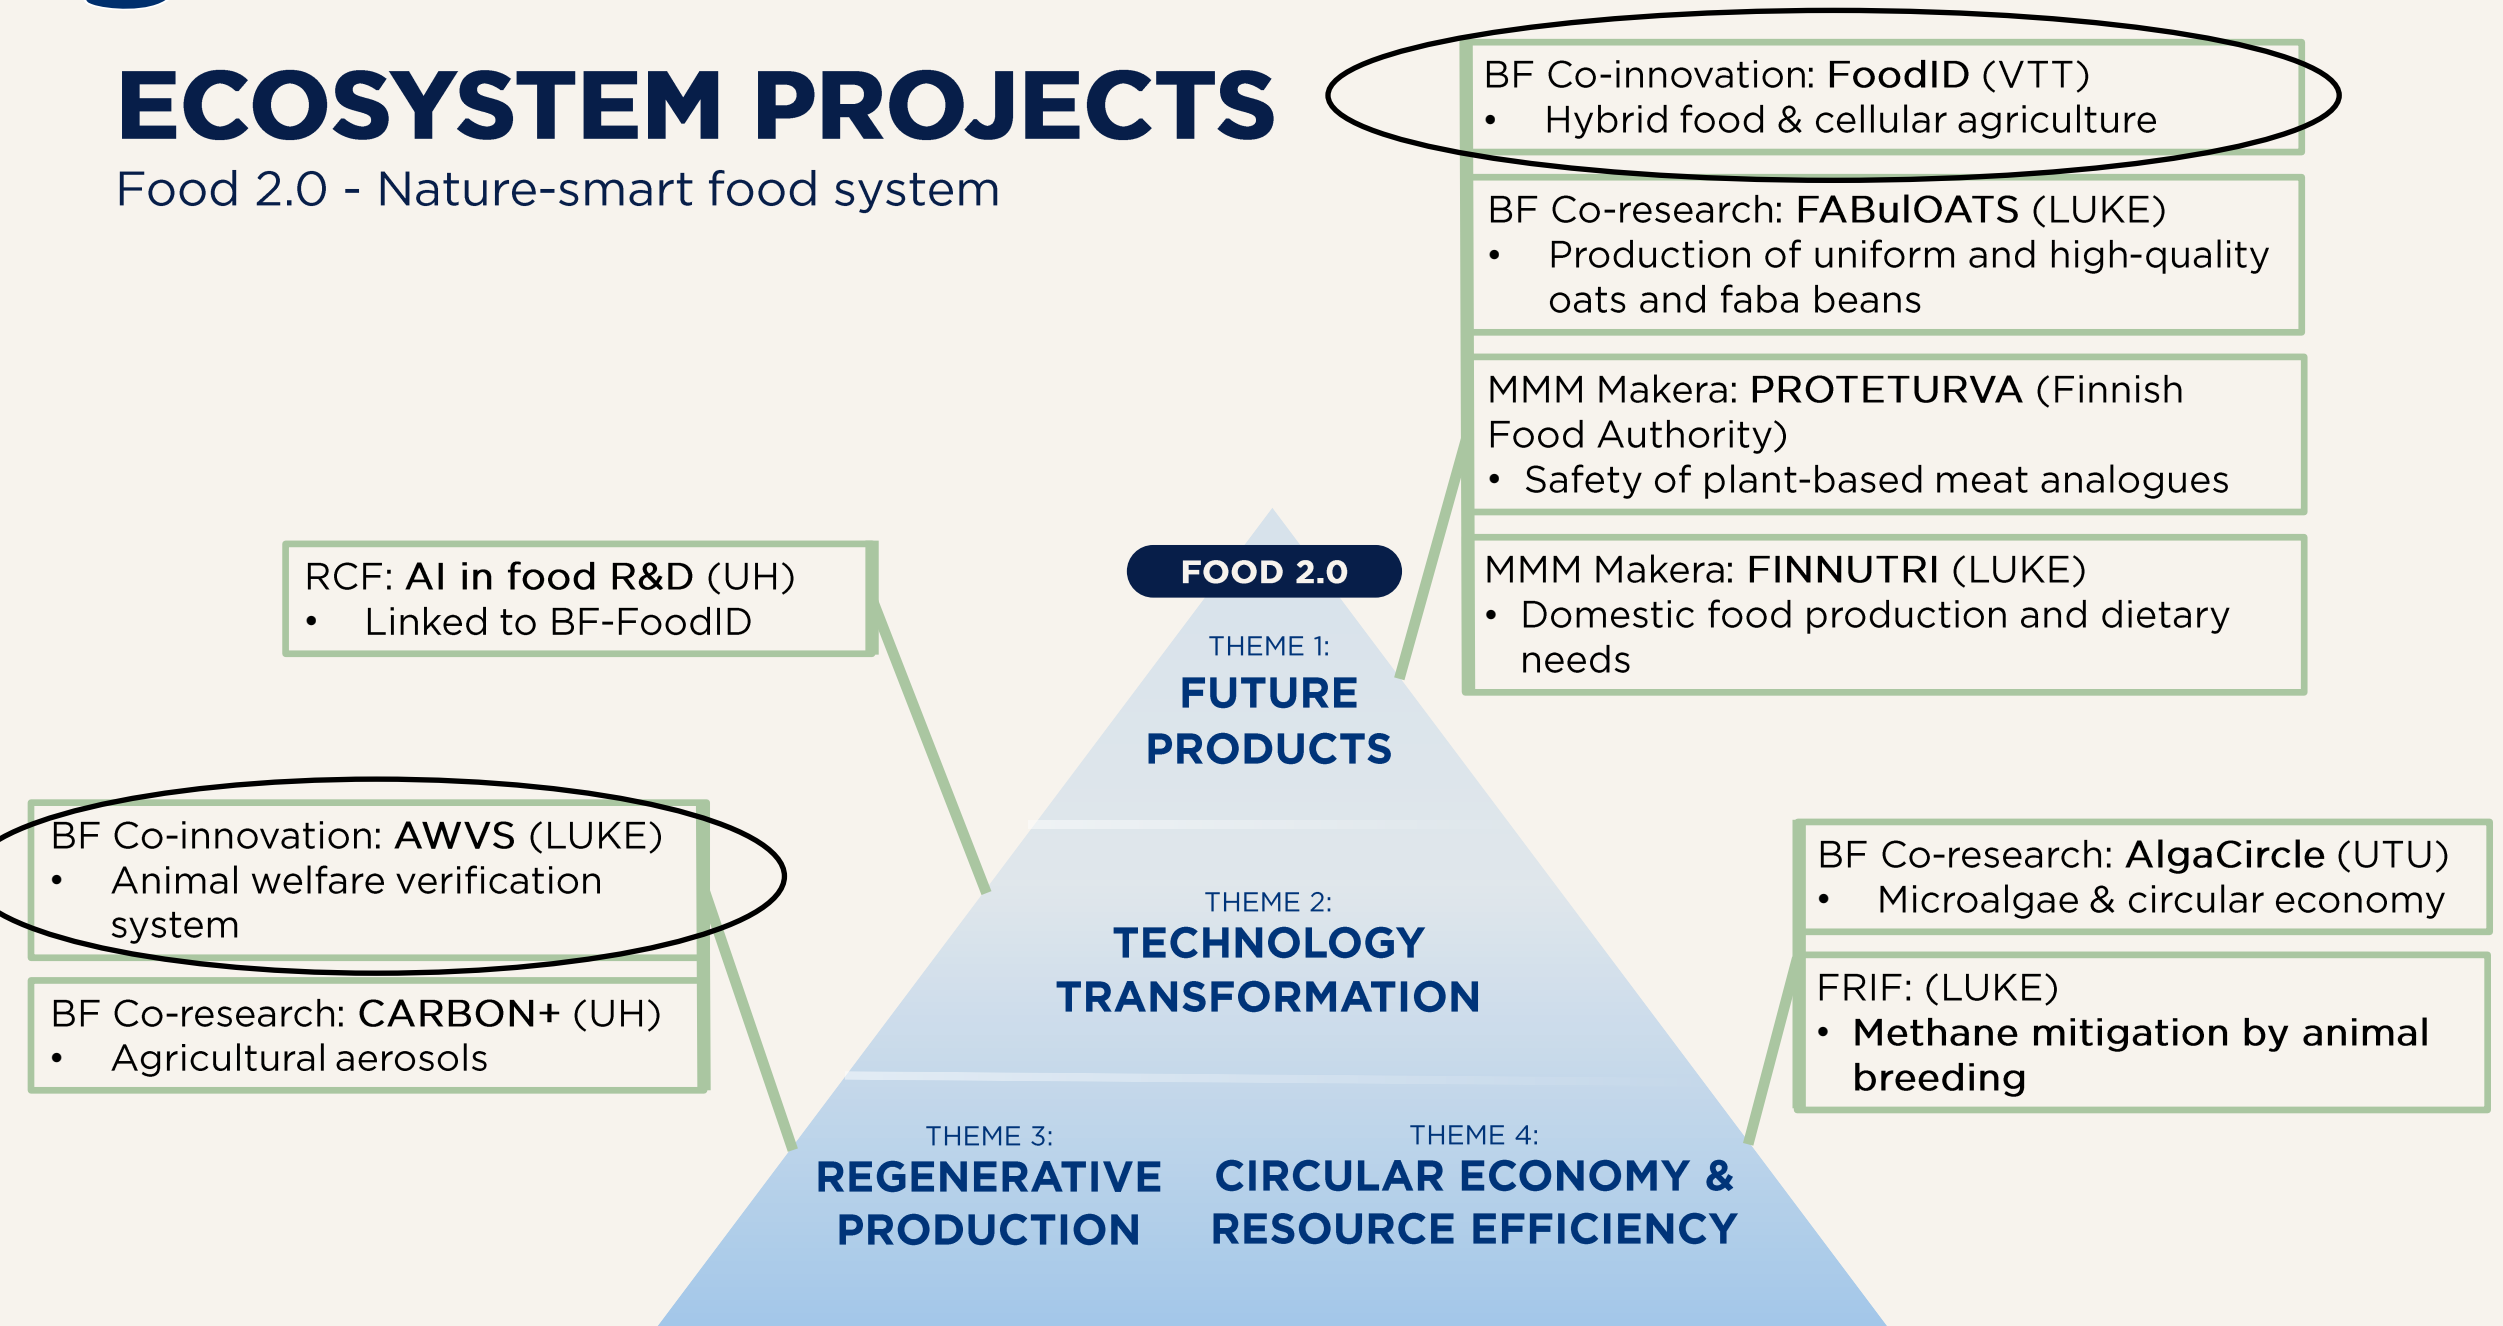 ECOSYSTEM PROJECTS
Food 2.0 - Nature-smart food system
BF Co-innovation: FoodID (VTT)
• Hybrid food & cellular agriculture
BF Co-research: FABulOATS (LUKE)
• Production of uniform and high-quality
oats and faba beans
MMM Makera: PROTETURVA (Finnish
Food Authority)
• Safety of plant-based meat analogues
MMM Makera: FINNUTRI (LUKE)
• Domestic food production and dietary
needs
RCF: AI in food R&D (UH)
• Linked to BF-FoodID
BF Co-innovation: AWVS (LUKE)
• Animal welfare verification
system
BF Co-research: CARBON+ (UH)
• Agricultural aerosols
FOOD 2.0
THEME 1:
FUTURE
PRODUCTS
THEME 2:
TECHNOLOGY
TRANSFORMATION
THEME 3:
REGENERATIVE
PRODUCTION
THEME 4:
CIRCULAR ECONOMY &
RESOURCE EFFICIENCY
BF Co-research: AlgaCircle (UTU)
• Microalgae & circular economy
FRIF: (LUKE)
• Methane mitigation by animal
breeding